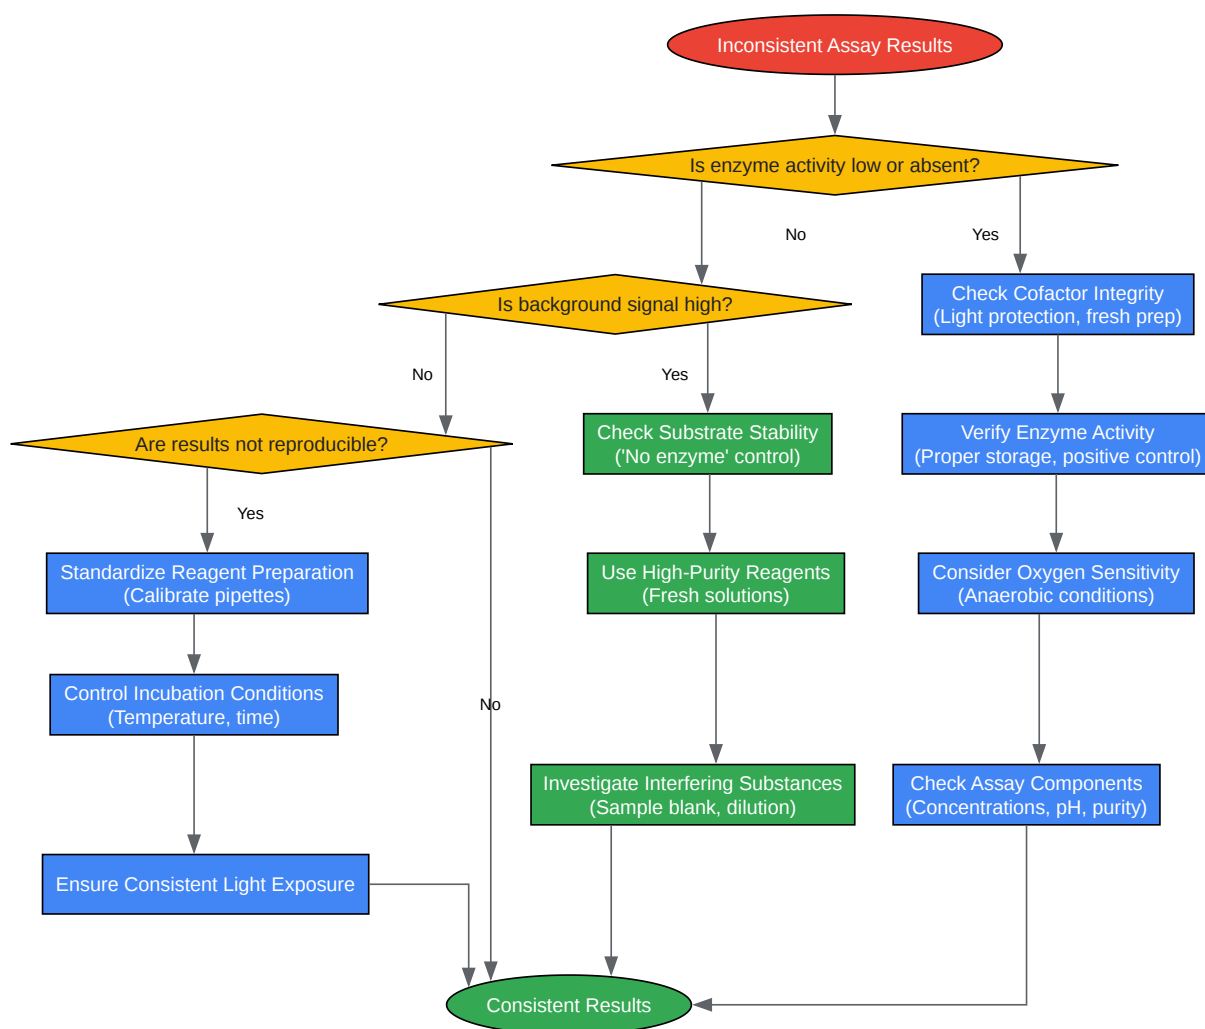 Inconsistent Assay Results
Is enzyme activity low or absent?
No
Yes
Is background signal high?
Check Cofactor Integrity
(Light protection, fresh prep)
No
Yes
Are results not reproducible?
Check Substrate Stability
('No enzyme' control)
Verify Enzyme Activity
(Proper storage, positive control)
Yes
Standardize Reagent Preparation
(Calibrate pipettes)
Use High-Purity Reagents
(Fresh solutions)
Consider Oxygen Sensitivity
(Anaerobic conditions)
Control Incubation Conditions
(Temperature, time)
No
Investigate Interfering Substances
(Sample blank, dilution)
Check Assay Components
(Concentrations, pH, purity)
Ensure Consistent Light Exposure
Consistent Results